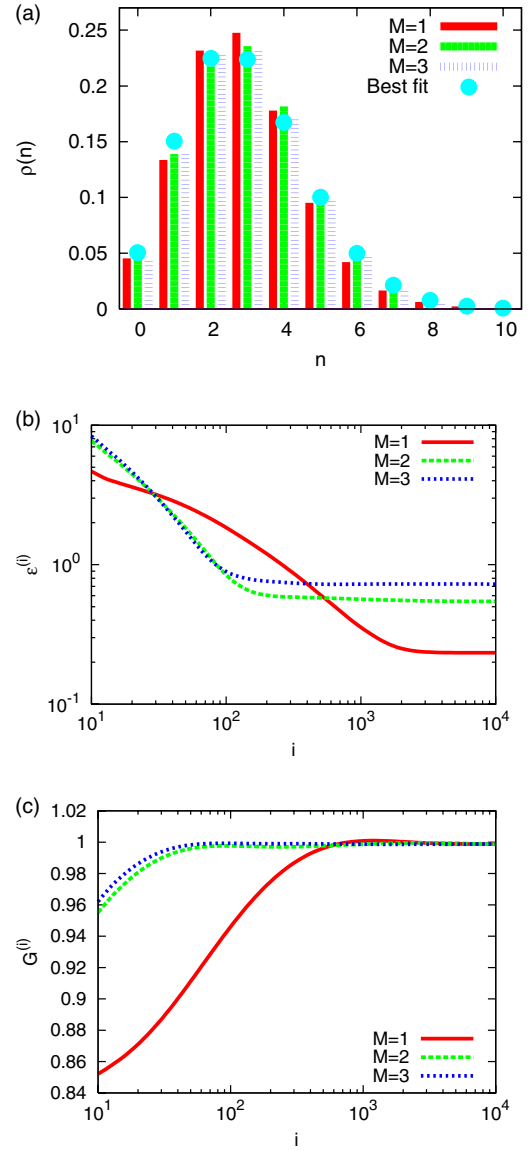 (a)
M=1
M=2
M=3
Best fit
ρ(n)
0.25
0.2
0.15
0.1
0.05
0
0 2 4 6 8 10
n
(b)
M=1
M=2
M=3
ε(i)
10^1
10^0
10^-1
10^1 10^2 10^3 10^4
i
(c)
G(i)
1.02
1
0.98
0.96
0.94
0.92
0.9
0.88
0.86
0.84
M=1
M=2
M=3
10^1 10^2 10^3 10^4
i